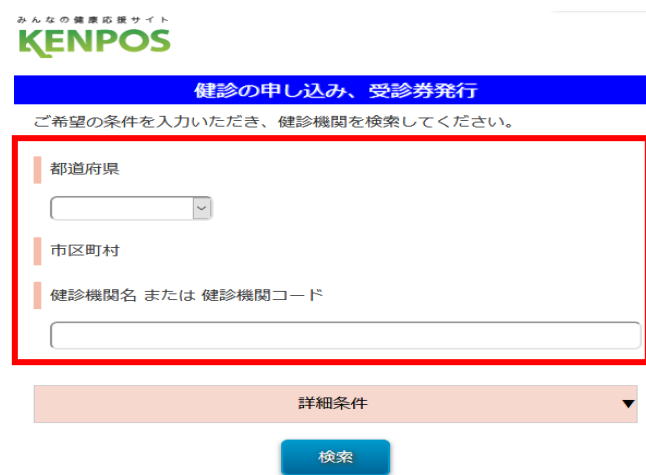 みんなの健康応援サイト
KENPOS
健診の申し込み、受診券発行
ご希望の条件を入力いただき、健診機関を検索してください。
都道府県
市区町村
健診機関名 または 健診機関コード
詳細条件
検索